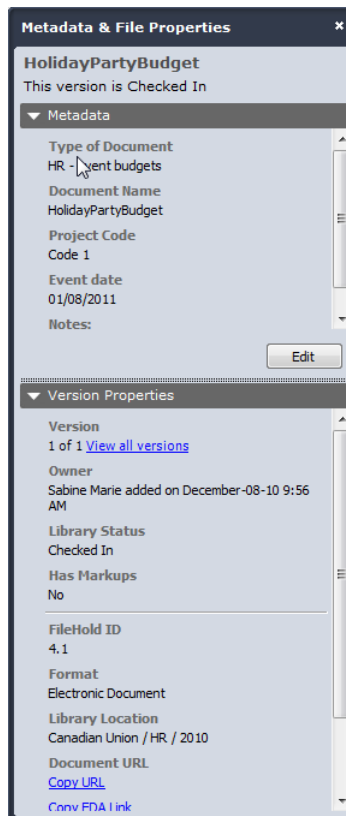 Metadata & File Properties
HolidayPartyBudget
This version is Checked In
Metadata
Type of Document
HR - vent budgets
Document Name
HolidayPartyBudget
Project Code
Code 1
Event date
01/08/2011
Notes:
Edit
Version Properties
Version
1 of 1 View all versions
Owner
Sabine Marie added on December-08-10 9:56
AM
Library Status
Checked In
Has Markups
No
FileHold ID
4.1
Format
Electronic Document
Library Location
Canadian Union / HR / 2010
Document URL
Copy URL
Copy FDA Link